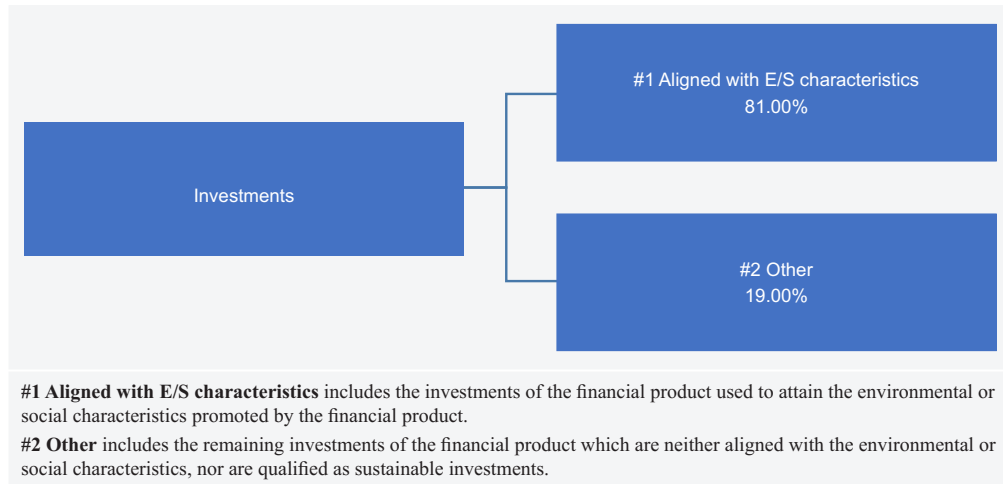 #1 Aligned with E/S characteristics
81.00%
Investments
#2 Other
19.00%
#1 Aligned with E/S characteristics includes the investments of the financial product used to attain the environmental or
social characteristics promoted by the financial product.
#2 Other includes the remaining investments of the financial product which are neither aligned with the environmental or
social characteristics, nor are qualified as sustainable investments.